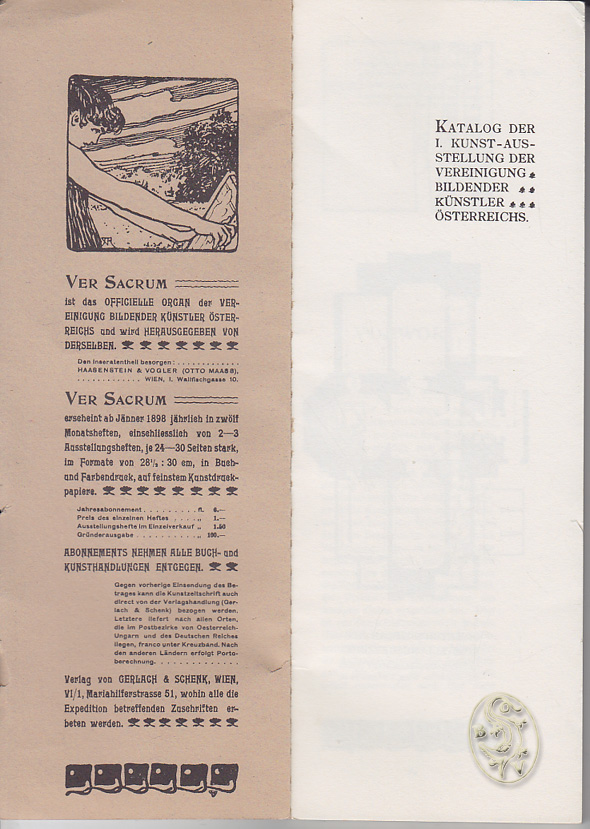 VER SACRUM
ist das OFFICIELLE ORGAN der VER-
EINIGUNG BILDENDER KÜNSTLER ÖSTER-
REICHS und wird HERAUSGEGEBEN VON
DERSELBEN.
Den Inseratentheil besorgen: . . . . . . . . . . . .
HAASENSTEIN & VOGLER (OTTO MAASS),
. . . . . . . . . . . . WIEN, I. Wallfischgasse 10.
VER SACRUM
erscheint ab Jänner 1898 jährlich in zwölf
Monatsheften, einschliesslich von 2—3
Ausstellungsheften, je 24—30 Seiten stark,
im Formate von 28½ : 30 cm, in Buch-
und Farbendruck, auf feinstem Kunstdruck-
papiere.
Jahresabonnement . . . . . . . . . fl. 6.—
Preis des einzelnen Heftes . . . . „ 1.—
Ausstellungshefte im Einzelverkauf „ 1.50
Gründerausgabe . . . . . . . . . . „ 100.—
ABONNEMENTS NEHMEN ALLE BUCH- und
KUNSTHANDLUNGEN ENTGEGEN.
Gegen vorherige Einsendung des Be-
trages kann die Kunstzeitschrift auch
direct von der Verlagshandlung (Ger-
lach & Schenk) bezogen werden.
Letztere liefert nach allen Orten,
die im Postbezirke von Oesterreich-
Ungarn und des Deutschen Reiches
liegen, franco unter Kreuzband. Nach
den anderen Ländern erfolgt Porto-
berechnung. . . . . . . . . . . . . .
Verlag von GERLACH & SCHENK, WIEN,
VI/1, Mariahilferstrasse 51, wohin alle die
Expedition betreffenden Zuschriften er-
beten werden.
KATALOG DER
I. KUNST-AUS-
STELLUNG DER
VEREINIGUNG
BILDENDER
KÜNSTLER
ÖSTERREICHS.